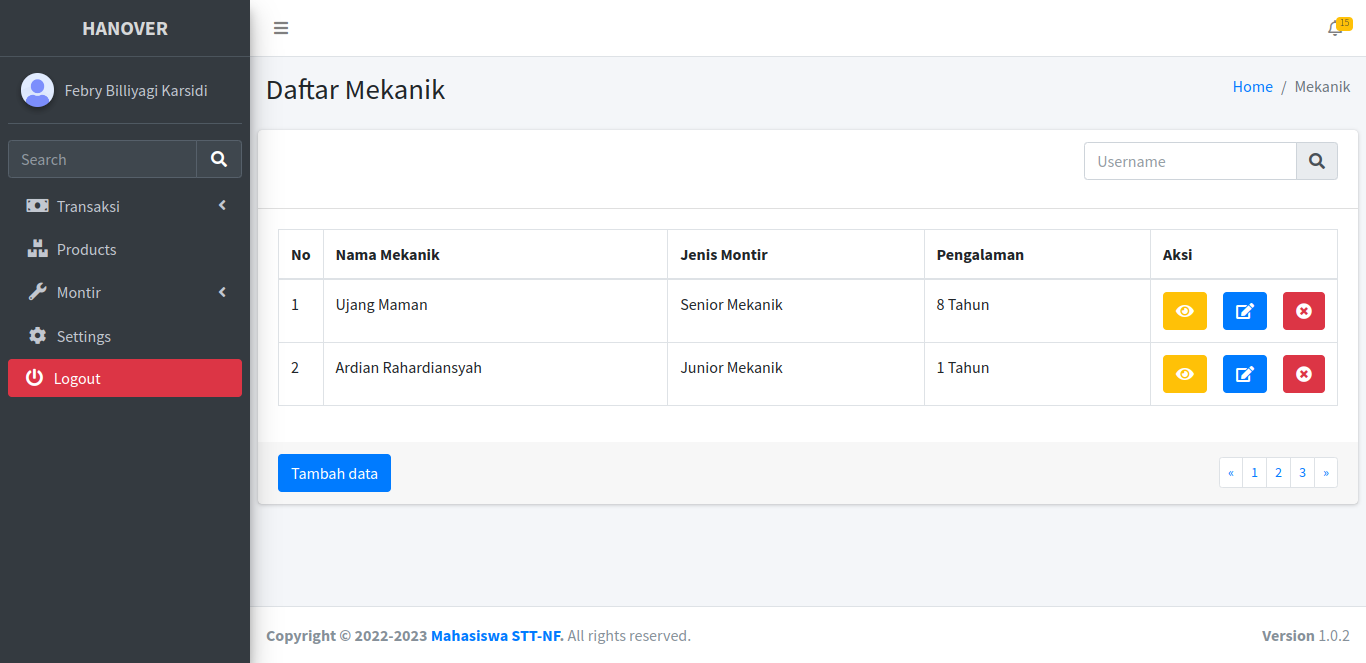 HANOVER
15
Febry Billiyagi Karsidi
Daftar Mekanik
Home / Mekanik
Search
Username
Transaksi
Products
Montir
Settings
Logout
No Nama Mekanik Jenis Montir Pengalaman Aksi
1 Ujang Maman Senior Mekanik 8 Tahun
2 Ardian Rahardiansyah Junior Mekanik 1 Tahun
Tambah data
« 1 2 3 »
Copyright © 2022-2023 Mahasiswa STT-NF. All rights reserved.
Version 1.0.2